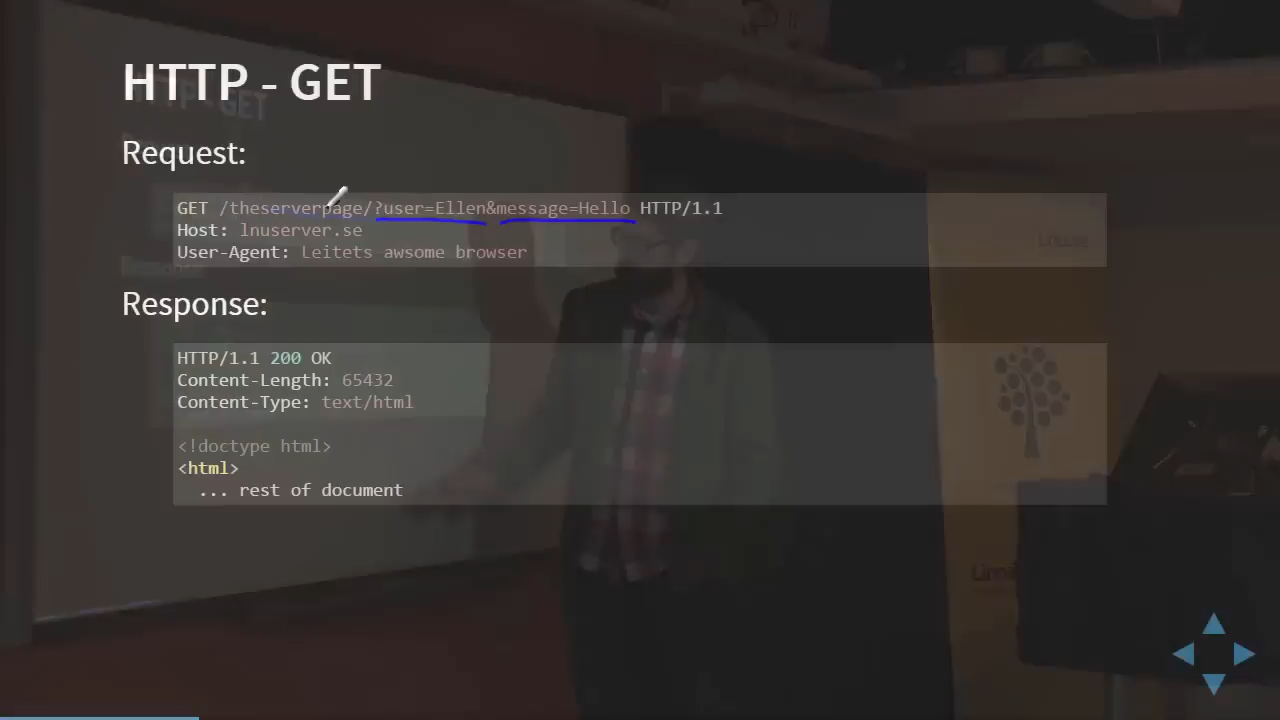 HTTP - GET
Request:
GET /theserverpage/?user=Ellen&message=Hello HTTP/1.1
Host: lnuserver.se
User-Agent: Leitets awsome browser
Response:
HTTP/1.1 200 OK
Content-Length: 65432
Content-Type: text/html
<!doctype html>
<html>
... rest of document